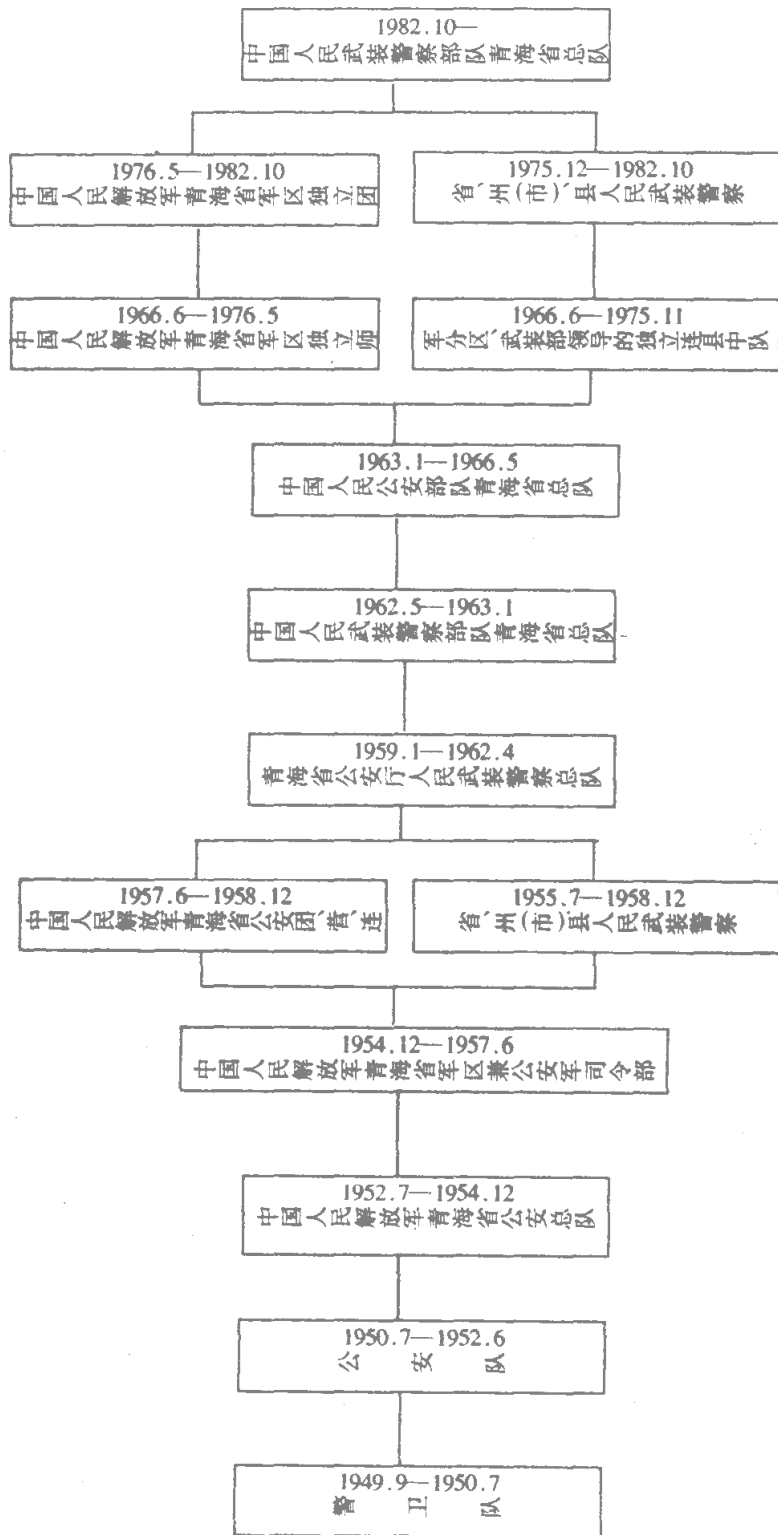 1982.10—
中国人民武装警察部队青海省总队
1976.5—1982.10
中国人民解放军青海省军区独立团
1975.12—1982.10
省、州(市)、县人民武装警察
1966.6—1976.5
中国人民解放军青海省军区独立师
1966.6—1975.11
军分区、武装部领导的独立连县中队
1963.1—1966.5
中国人民公安部队青海省总队
1962.5—1963.1
中国人民武装警察部队青海省总队
1959.1—1962.4
青海省公安厅人民武装警察总队
1957.6—1958.12
中国人民解放军青海省公安团、营、连
1955.7—1958.12
省、州(市)县人民武装警察
1954.12—1957.6
中国人民解放军青海省军区兼公安军司令部
1952.7—1954.12
中国人民解放军青海省公安总队
1950.7—1952.6
公安队
1949.9—1950.7
警卫队